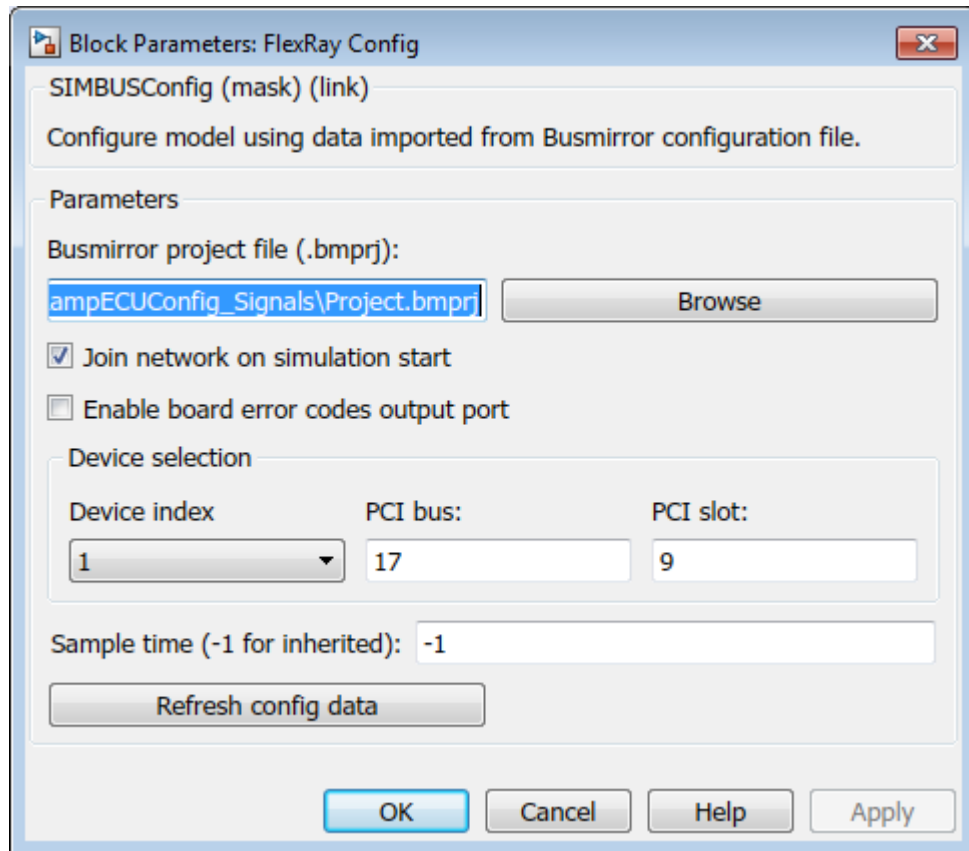 Block Parameters: FlexRay Config
SIMBUSConfig (mask) (link)
Configure model using data imported from Busmirror configuration file.
Parameters
Busmirror project file (.bmprj):
ampECUConfig_Signals\Project.bmprj
Browse
Join network on simulation start
Enable board error codes output port
Device selection
Device index PCI bus: PCI slot:
1 17 9
Sample time (-1 for inherited): -1
Refresh config data
OK Cancel Help Apply